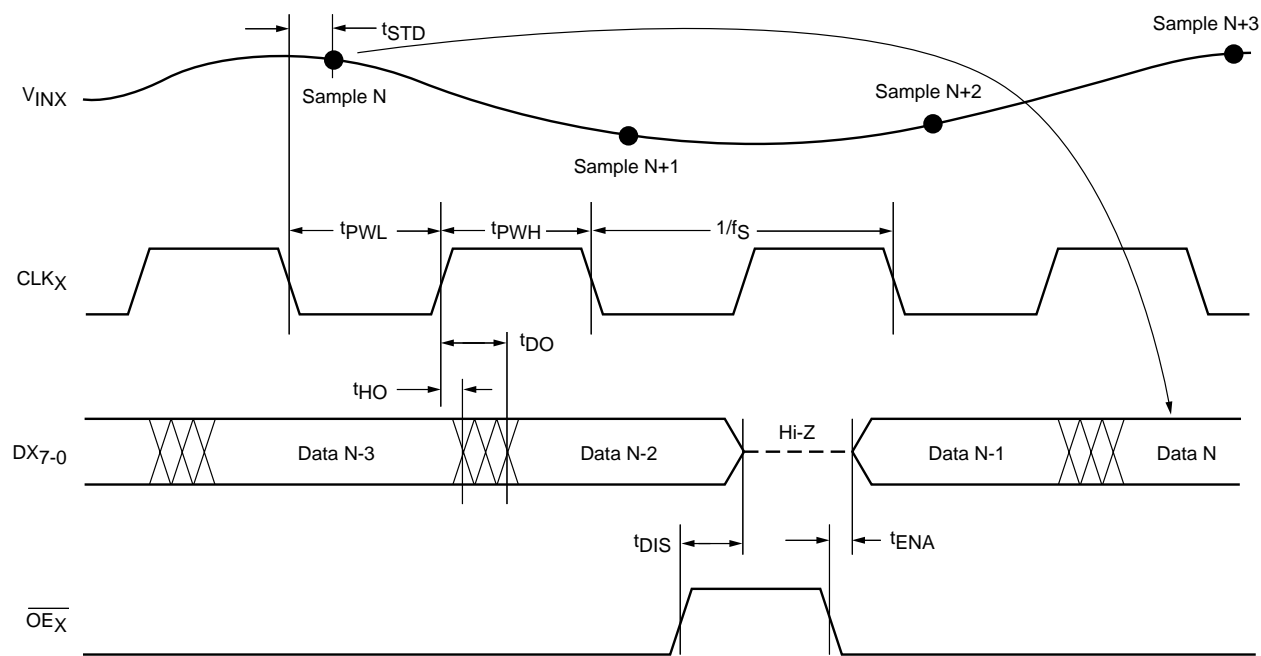 tSTD
Sample N+3
VINX
Sample N
Sample N+2
Sample N+1
tPWL
tPWH
1/fS
CLKX
tDO
tHO
DX7-0
Data N-3
Data N-2
Hi-Z
Data N-1
Data N
tDIS
tENA
OEX